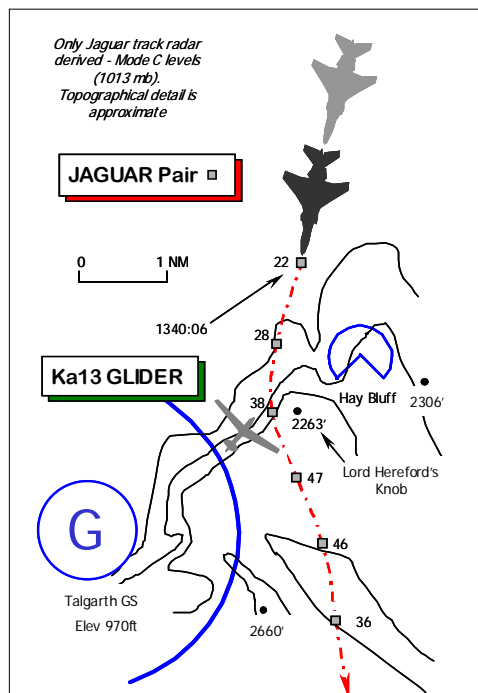 Only Jaguar track radar
derived - Mode C levels
(1013 mb).
Topographical detail is
approximate
JAGUAR Pair
0 1 NM
22
1340:06
28
Ka13 GLIDER
Hay Bluff
2306'
38
2263'
Lord Hereford's
Knob
47
G
46
Talgarth GS
Elev 970ft
2660'
36